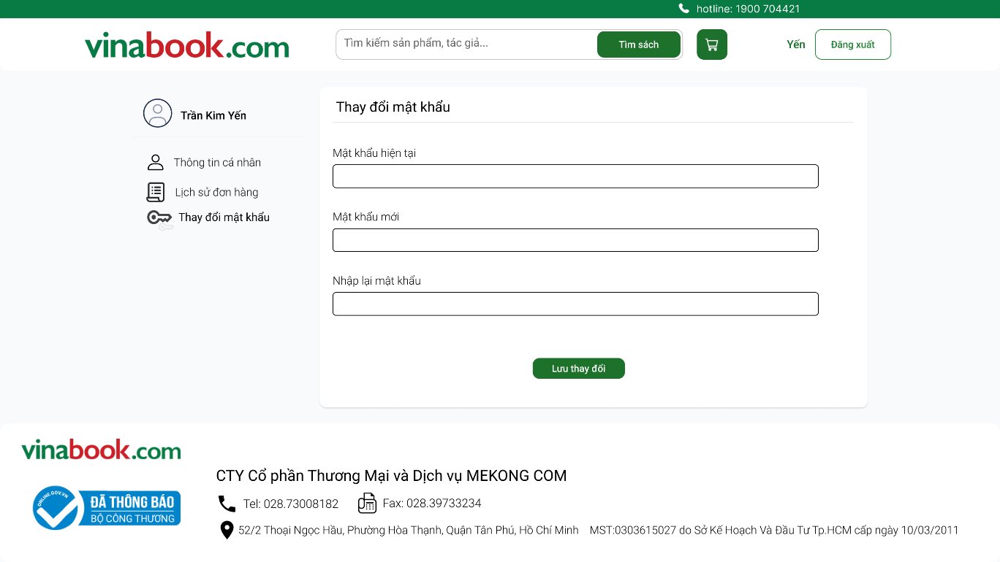 hotline: 1900 704421
vinabook.com
Tìm kiếm sản phẩm, tác giả...
Tìm sách
Yến
Đăng xuất
Trần Kim Yến
Thông tin cá nhân
Lịch sử đơn hàng
Thay đổi mật khẩu
Thay đổi mật khẩu
Mật khẩu hiện tại
Mật khẩu mới
Nhập lại mật khẩu
Lưu thay đổi
vinabook.com
ONLINE.GOV.VN
ĐÃ THÔNG BÁO
BỘ CÔNG THƯƠNG
CTY Cổ phần Thương Mại và Dịch vụ MEKONG COM
Tel: 028.73008182
Fax: 028.39733234
52/2 Thoại Ngọc Hầu, Phường Hòa Thạnh, Quận Tân Phú, Hồ Chí Minh
MST:0303615027 do Sở Kế Hoạch Và Đầu Tư Tp.HCM cấp ngày 10/03/2011